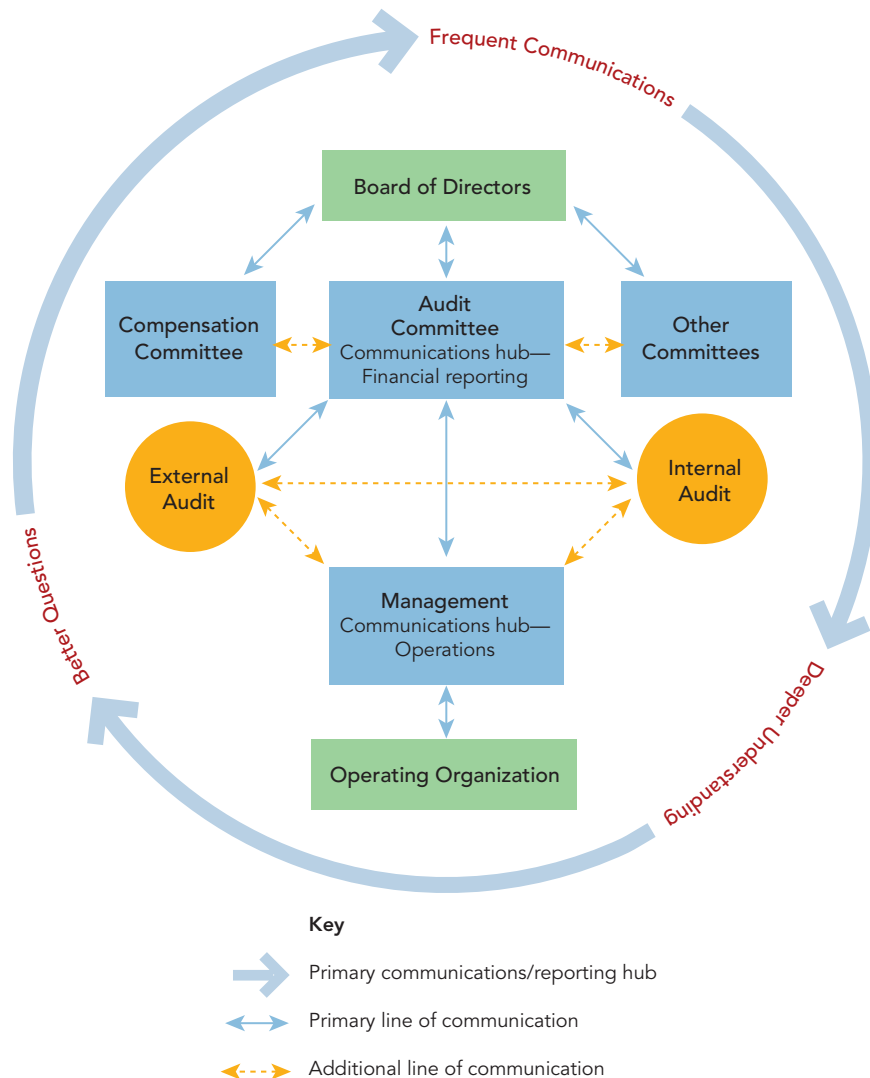 Frequent Communications
Board of Directors
Compensation
Committee
Audit
Committee
Communications hub—
Financial reporting
Other
Committees
External
Audit
Internal
Audit
Better Questions
Management
Communications hub—
Operations
Deeper Understanding
Operating Organization
Key
Primary communications/reporting hub
Primary line of communication
Additional line of communication